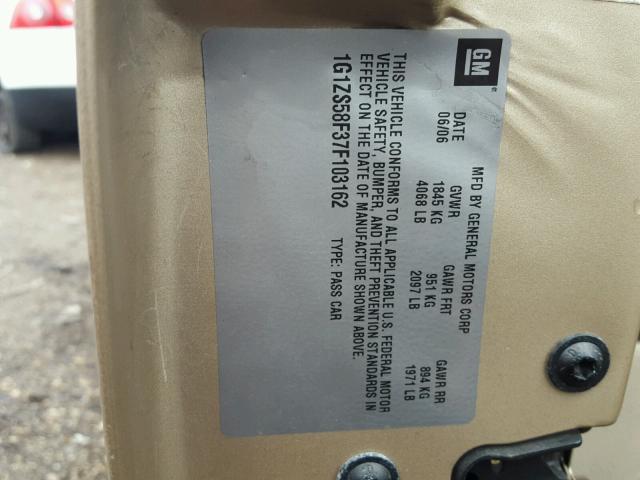 GM ®
MFD BY GENERAL MOTORS CORP
DATE GVWR GAWR FRT GAWR RR
06/06 1845 KG 951 KG 894 KG
4068 LB 2097 LB 1971 LB
THIS VEHICLE CONFORMS TO ALL APPLICABLE U.S. FEDERAL MOTOR
VEHICLE SAFETY, BUMPER, AND THEFT PREVENTION STANDARDS IN
EFFECT ON THE DATE OF MANUFACTURE SHOWN ABOVE.
1G1ZS58F37F103162 TYPE: PASS CAR